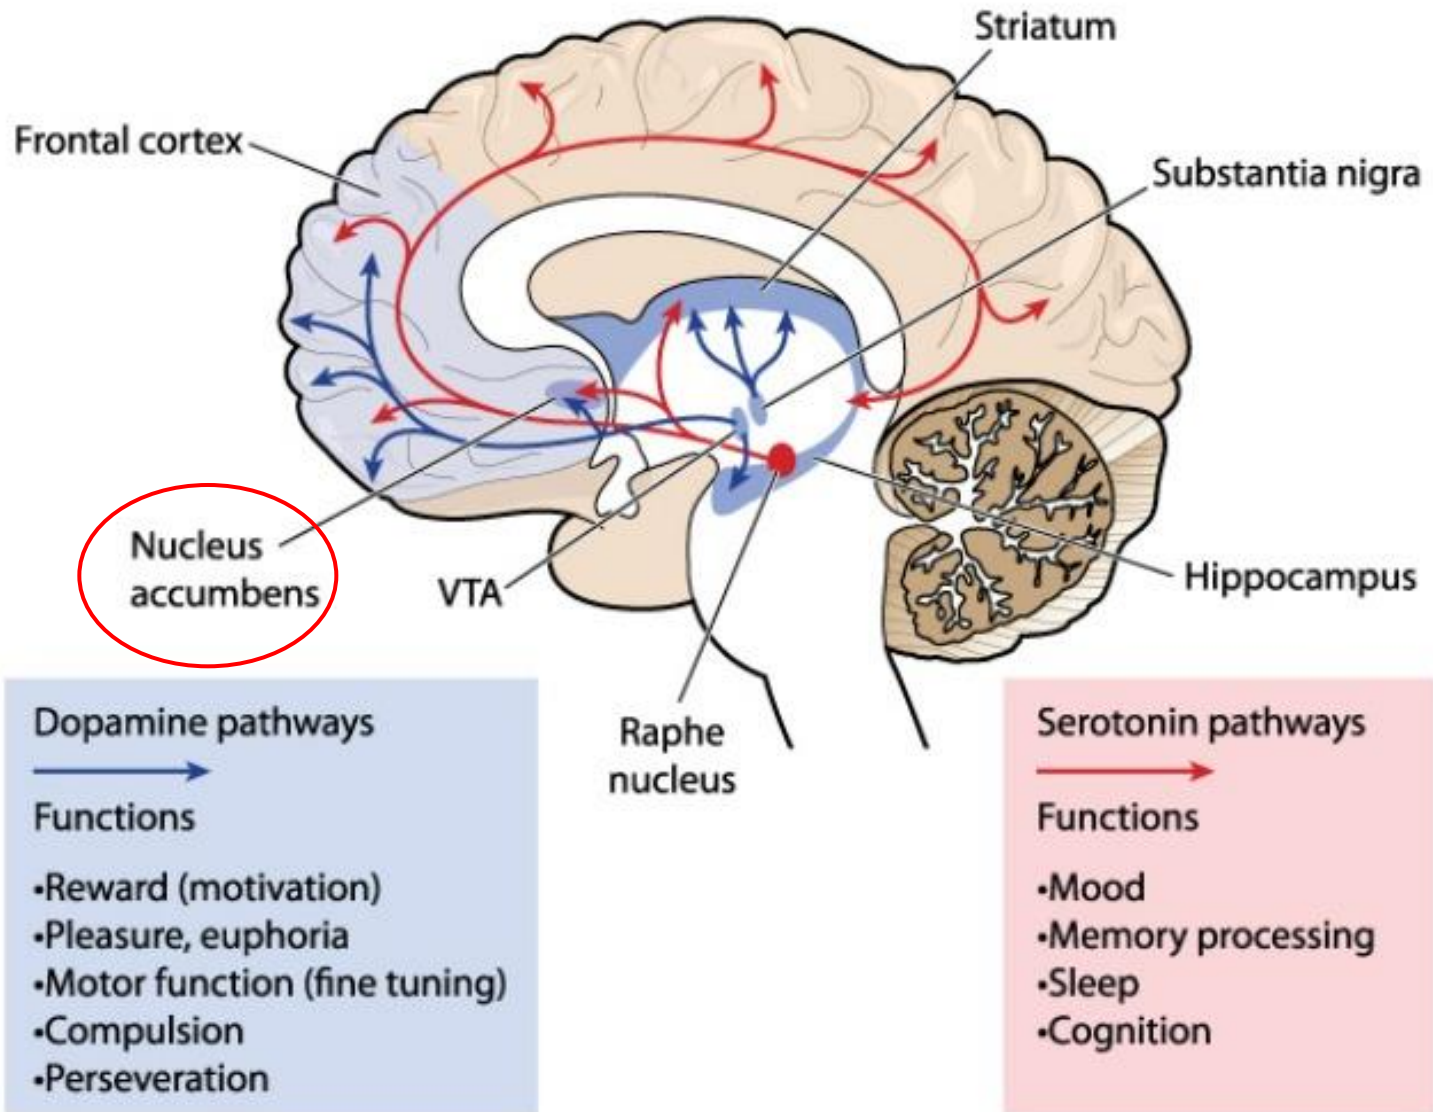 Striatum
Frontal cortex
Substantia nigra
Nucleus
accumbens
VTA
Hippocampus
Raphe
nucleus
Dopamine pathways
Functions
•Reward (motivation)
•Pleasure, euphoria
•Motor function (fine tuning)
•Compulsion
•Perseveration
Serotonin pathways
Functions
•Mood
•Memory processing
•Sleep
•Cognition